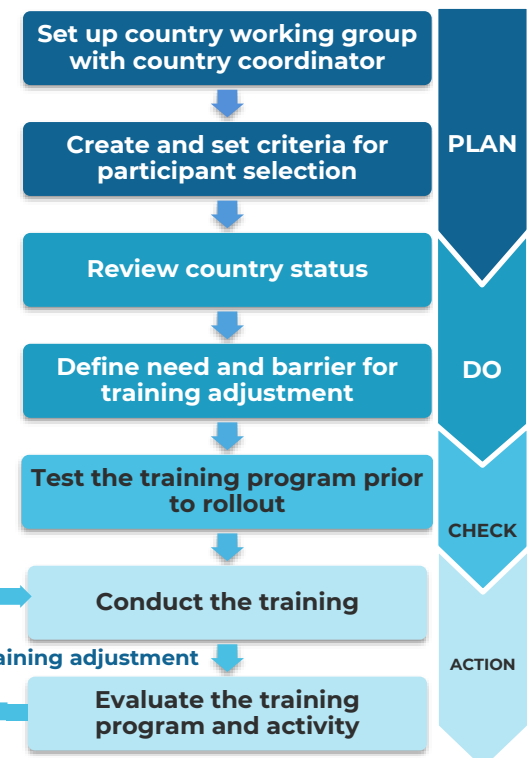 Set up country working group
with country coordinator
PLAN
Create and set criteria for
participant selection
Review country status
Define need and barrier for
training adjustment
DO
Test the training program prior
to rollout
CHECK
Conduct the training
aining adjustment
ACTION
Evaluate the training
program and activity